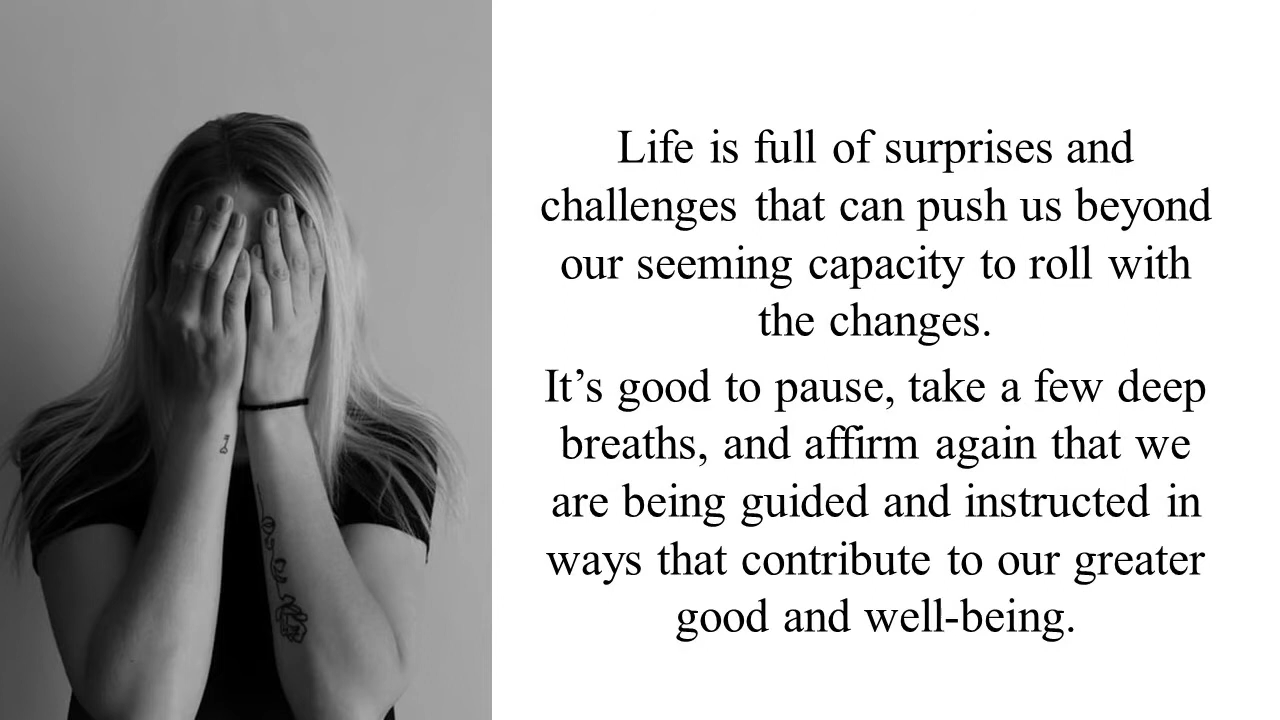 Life is full of surprises and
challenges that can push us beyond
our seeming capacity to roll with
the changes.
It’s good to pause, take a few deep
breaths, and affirm again that we
are being guided and instructed in
ways that contribute to our greater
good and well-being.